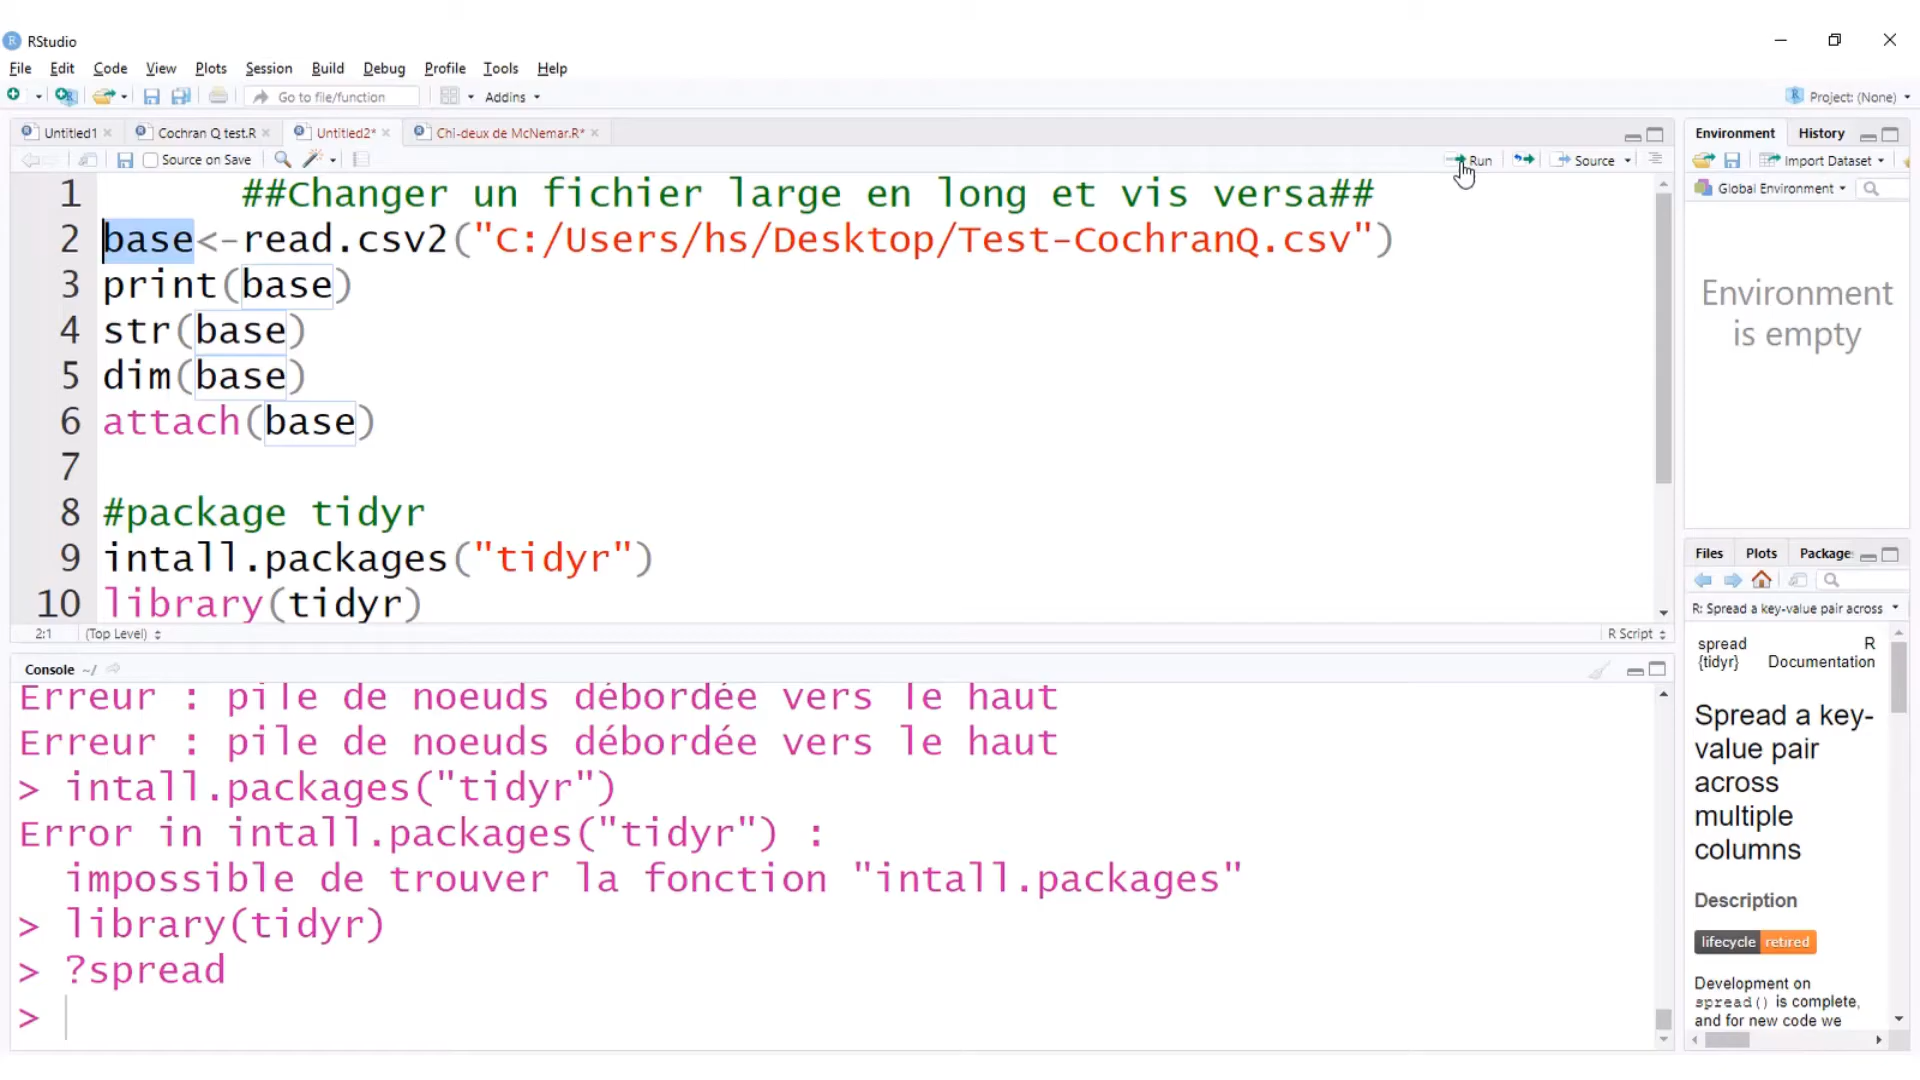 RStudio
File Edit Code View Plots Session Build Debug Profile Tools Help
Go to file/function Addins Project: (None)
Untitled1 Cochran Q test.R Untitled2* Chi-deux de McNemar.R*
Source on Save Run Source
1 ##Changer un fichier large en long et vis versa##
2 base<-read.csv2("C:/Users/hs/Desktop/Test-CochranQ.csv")
3 print(base)
4 str(base)
5 dim(base)
6 attach(base)
7
8 #package tidyr
9 intall.packages("tidyr")
10 library(tidyr)
2:1 (Top Level) R Script
Console ~/
Erreur : pile de noeuds débordée vers le haut
Erreur : pile de noeuds débordée vers le haut
> intall.packages("tidyr")
Error in intall.packages("tidyr") :
impossible de trouver la fonction "intall.packages"
> library(tidyr)
> ?spread
>
Environment History
Import Dataset
Global Environment
Environment
is empty
Files Plots Package
R: Spread a key-value pair across
spread R
{tidyr} Documentation
Spread a key-
value pair
across
multiple
columns
Description
lifecycle retired
Development on
spread() is complete,
and for new code we